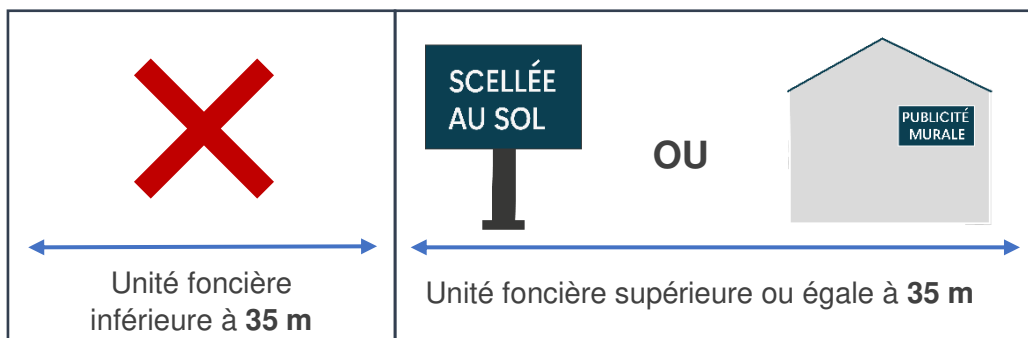 SCELLÉE
AU SOL
OU
PUBLICITÉ
MURALE
Unité foncière
inférieure à 35 m
Unité foncière supérieure ou égale à 35 m